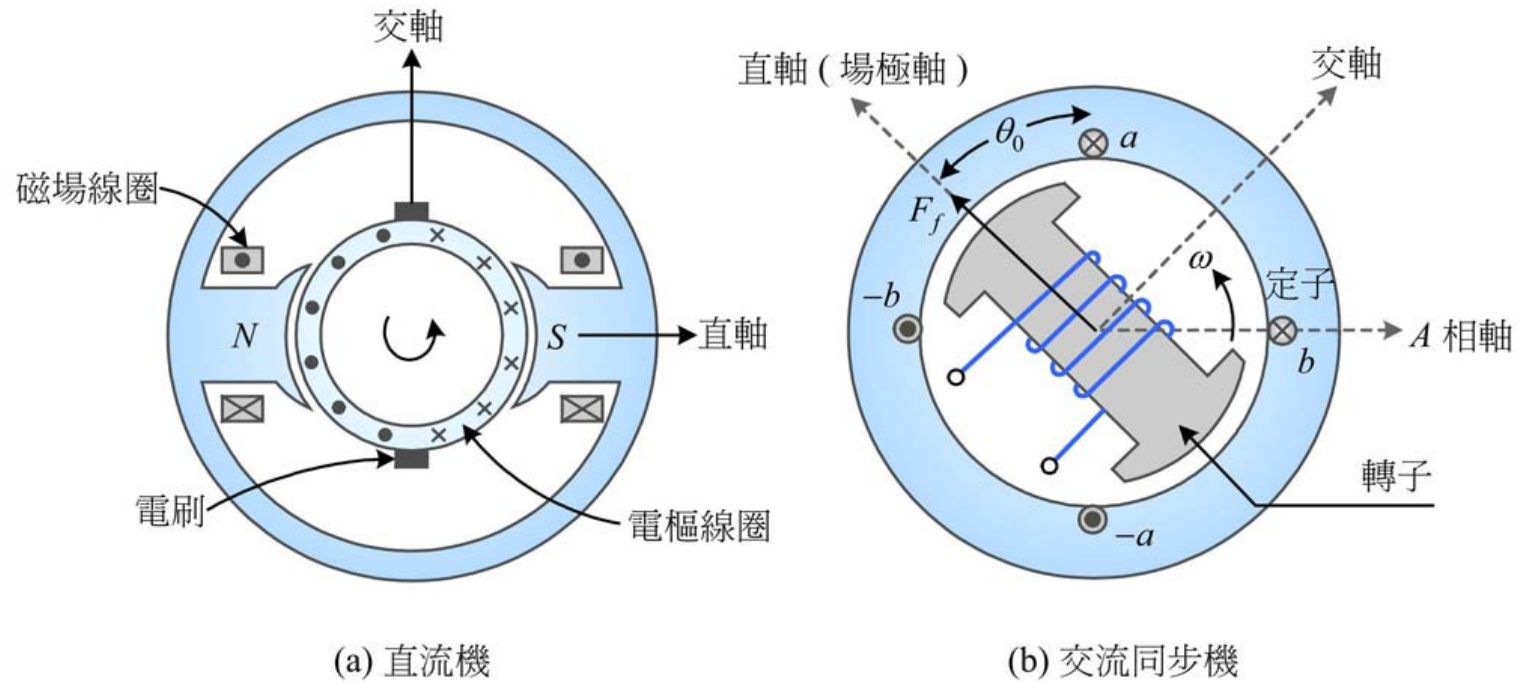 交軸
磁場線圈
N
S
直軸
電刷
電樞線圈
(a) 直流機
直軸 ( 場極軸 )
交軸
θ₀
a
F_f
ω
定子
-b
b
A 相軸
轉子
-a
(b) 交流同步機